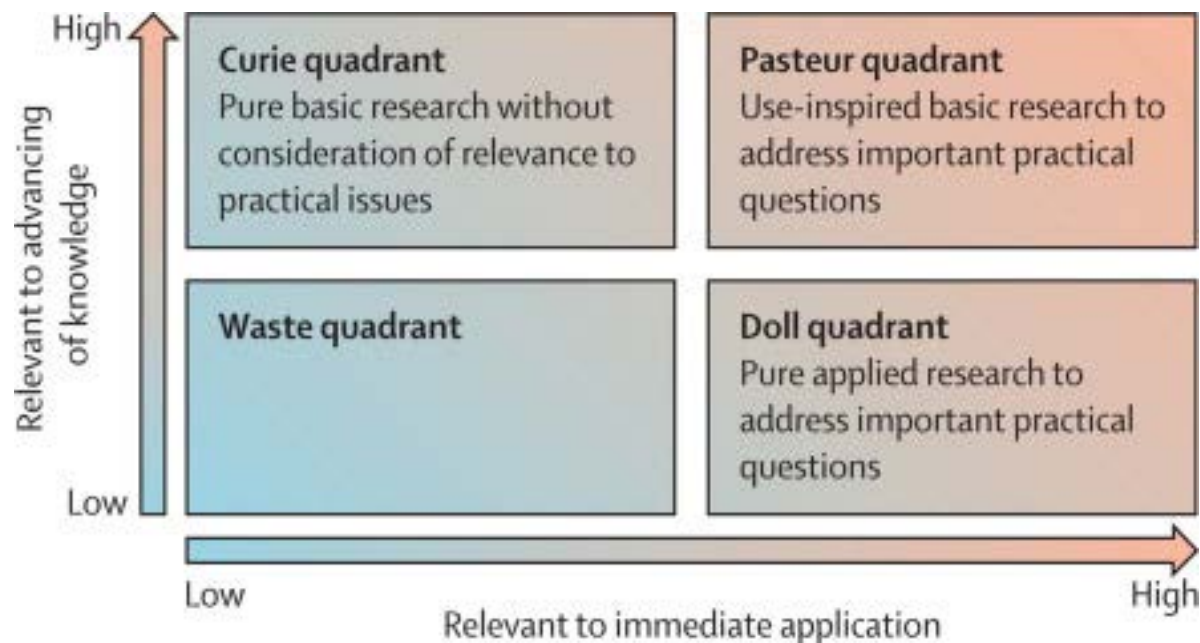 High
Relevant to advancing
of knowledge
Low
Curie quadrant
Pure basic research without
consideration of relevance to
practical issues
Pasteur quadrant
Use-inspired basic research to
address important practical
questions
Waste quadrant
Doll quadrant
Pure applied research to
address important practical
questions
Low
High
Relevant to immediate application